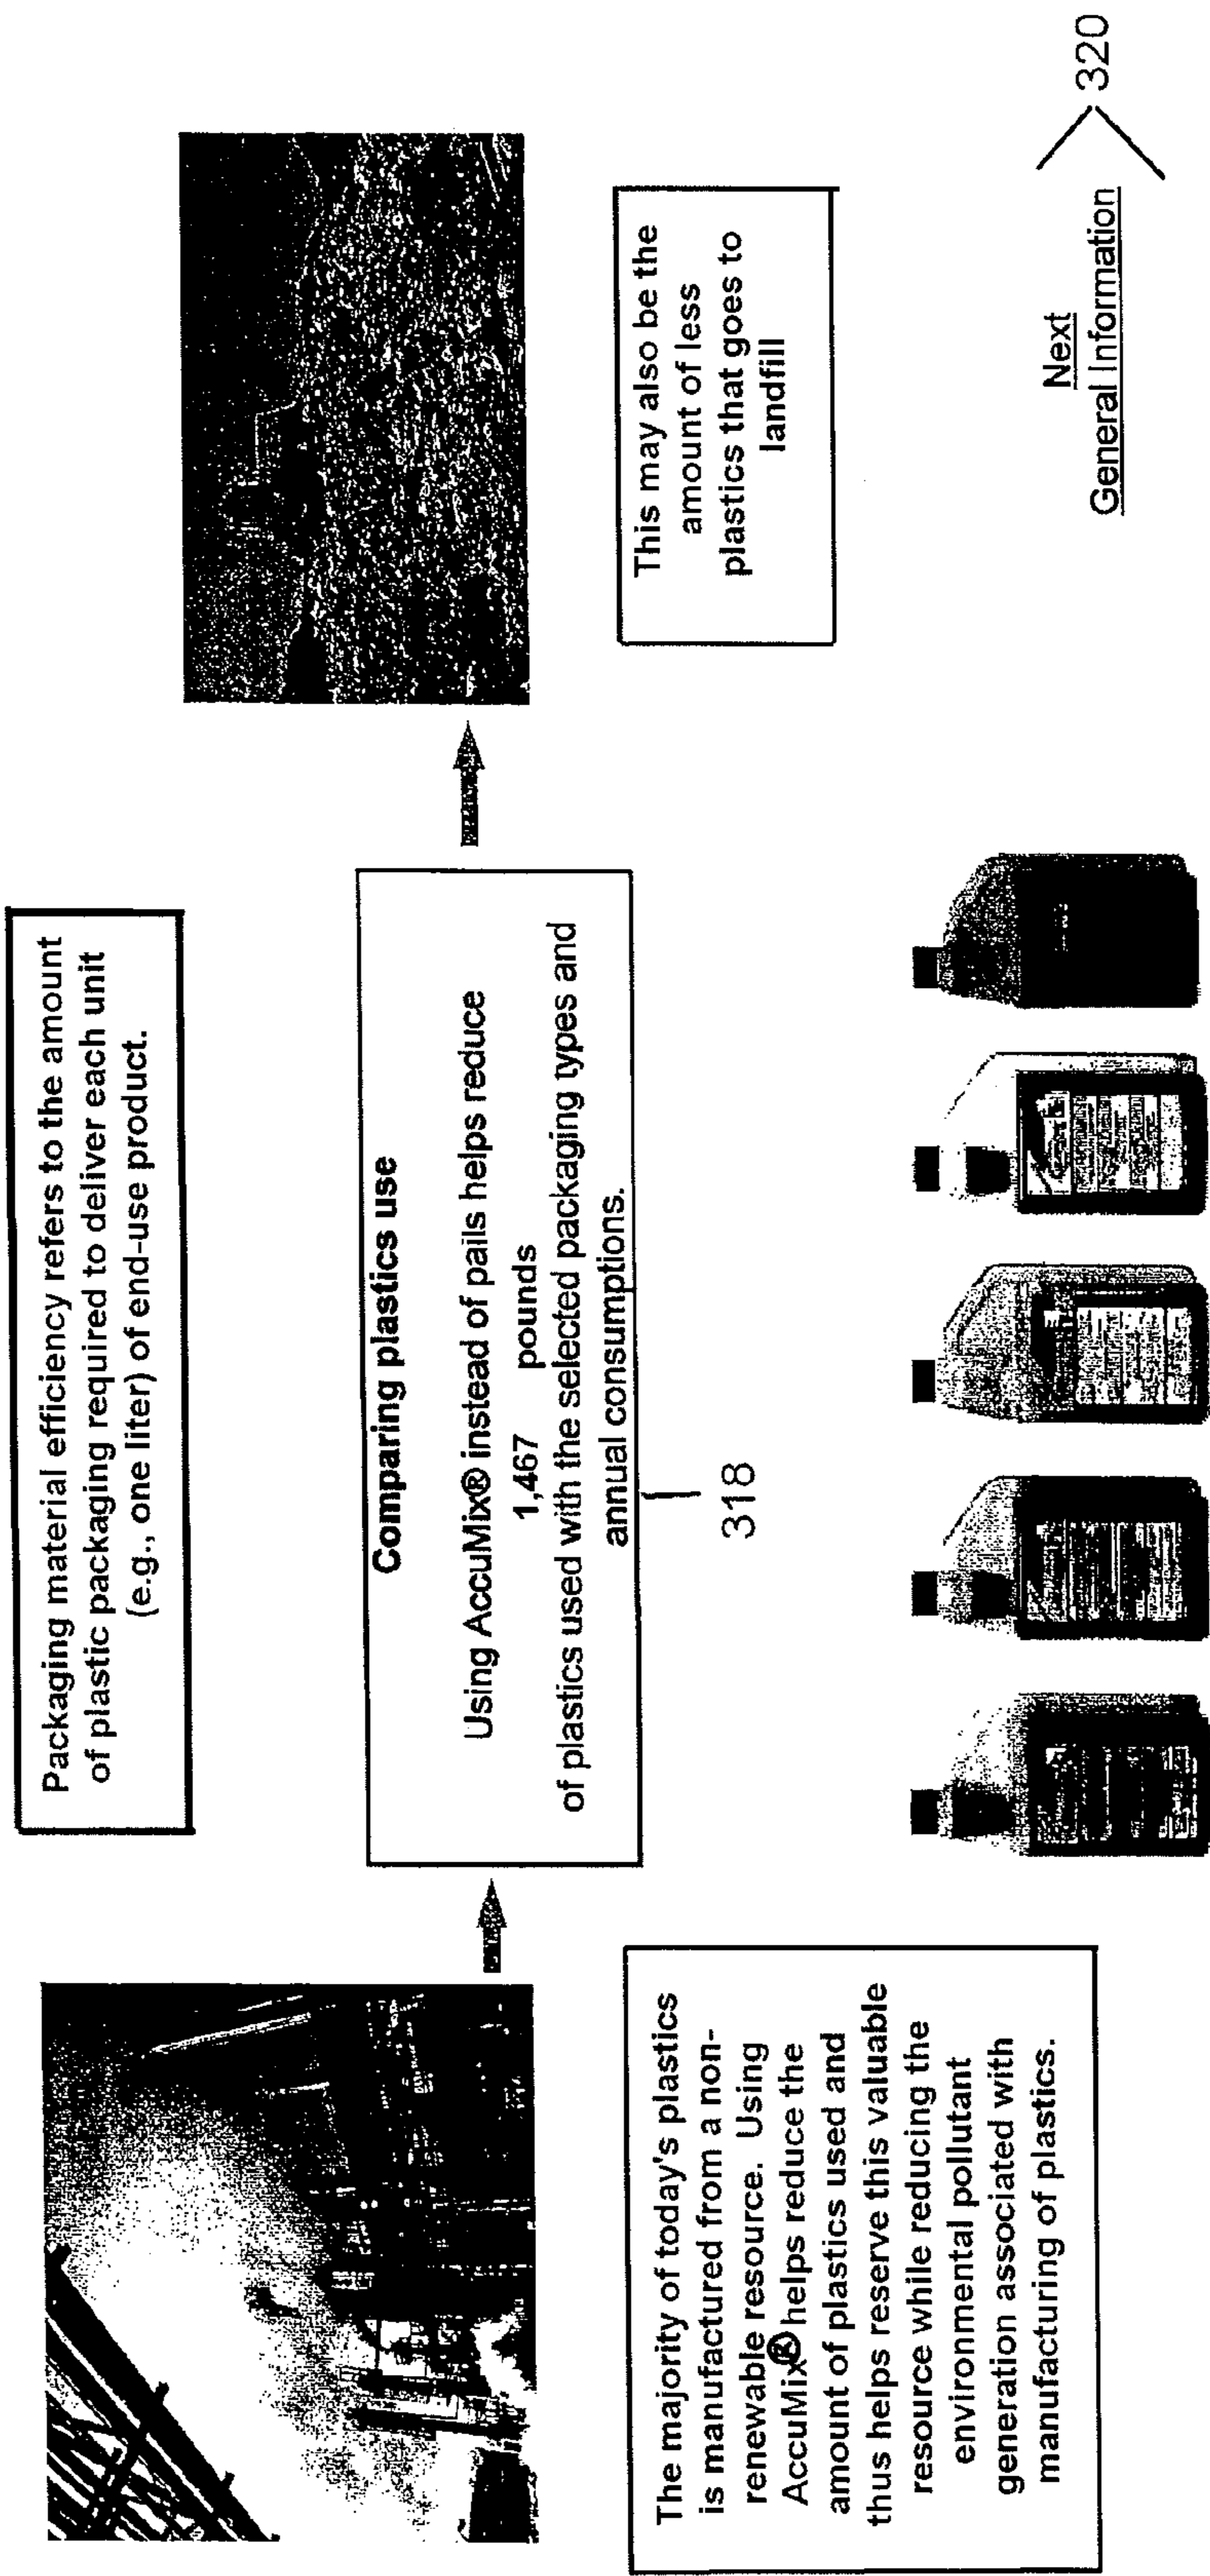 Packaging material efficiency refers to the amount
of plastic packaging required to deliver each unit
(e.g., one liter) of end-use product.
Comparing plastics use
Using AccuMix® instead of pails helps reduce
1,467 pounds
of plastics used with the selected packaging types and
annual consumptions.
318
The majority of today's plastics
is manufactured from a non-
renewable resource. Using
AccuMix® helps reduce the
amount of plastics used and
thus helps reserve this valuable
resource while reducing the
environmental pollutant
generation associated with
manufacturing of plastics.
This may also be the
amount of less
plastics that goes to
landfill
Next
General Information
320